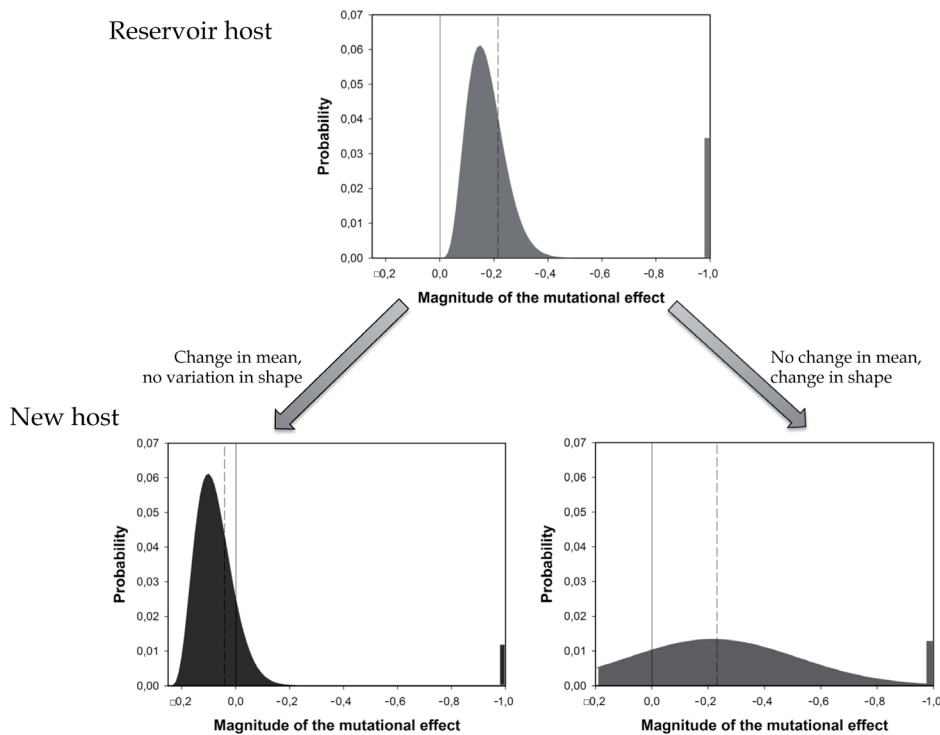 Reservoir host
0,07
0,06
0,05
0,04
0,03
0,02
0,01
0,00
Probability
□0,2 0,0 -0,2 -0,4 -0,6 -0,8 -1,0
Magnitude of the mutational effect
Change in mean,
no variation in shape
No change in mean,
change in shape
New host
0,07
0,06
0,05
0,04
0,03
0,02
0,01
0,00
Probability
□0,2 0,0 -0,2 -0,4 -0,6 -0,8 -1,0
Magnitude of the mutational effect
0,07
0,06
0,05
0,04
0,03
0,02
0,01
0,00
Probability
□0,2 0,0 -0,2 -0,4 -0,6 -0,8 -1,0
Magnitude of the mutational effect